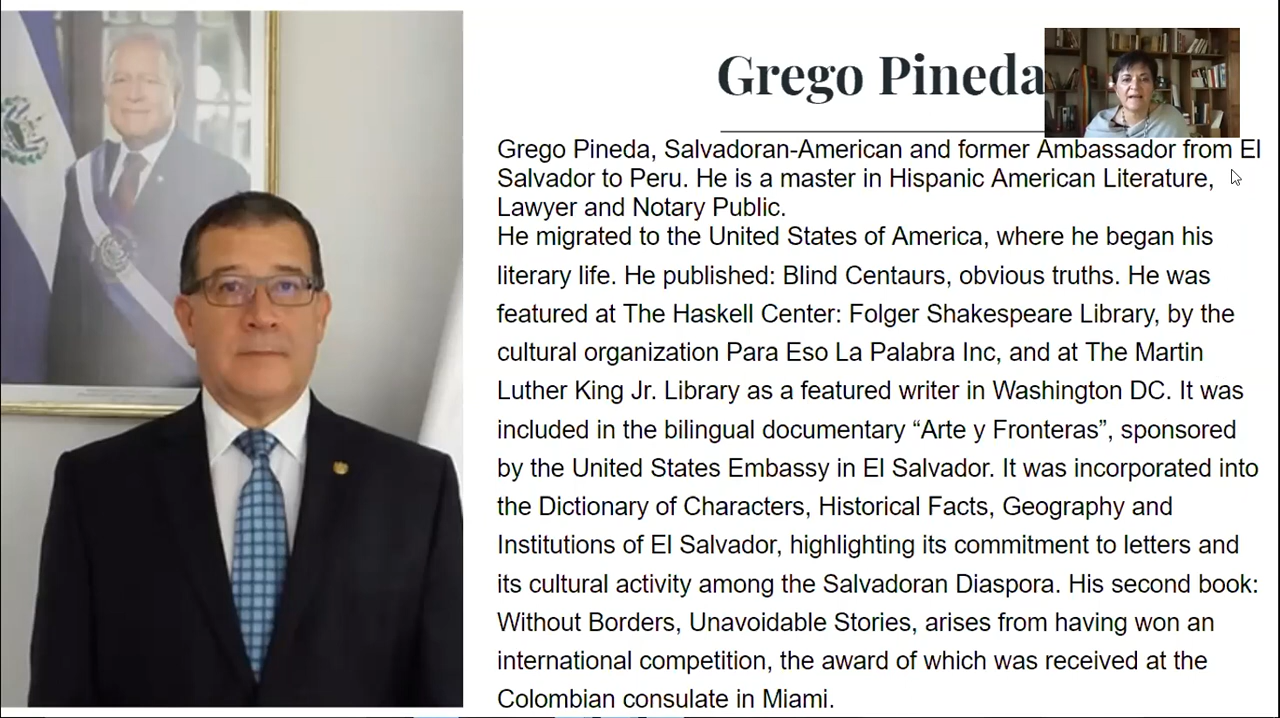 Grego Pineda
Grego Pineda, Salvadoran-American and former Ambassador from El
Salvador to Peru. He is a master in Hispanic American Literature,
Lawyer and Notary Public.
He migrated to the United States of America, where he began his
literary life. He published: Blind Centaurs, obvious truths. He was
featured at The Haskell Center: Folger Shakespeare Library, by the
cultural organization Para Eso La Palabra Inc, and at The Martin
Luther King Jr. Library as a featured writer in Washington DC. It was
included in the bilingual documentary “Arte y Fronteras”, sponsored
by the United States Embassy in El Salvador. It was incorporated into
the Dictionary of Characters, Historical Facts, Geography and
Institutions of El Salvador, highlighting its commitment to letters and
its cultural activity among the Salvadoran Diaspora. His second book:
Without Borders, Unavoidable Stories, arises from having won an
international competition, the award of which was received at the
Colombian consulate in Miami.